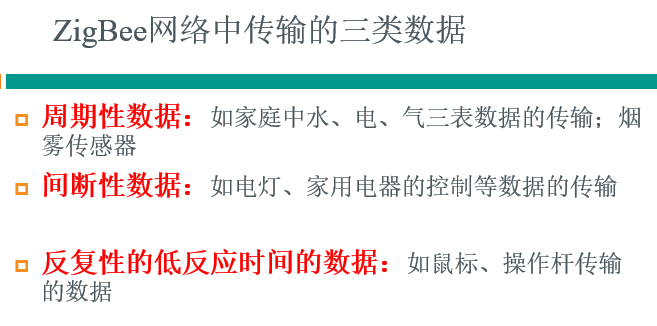 ZigBee网络中传输的三类数据
周期性数据：如家庭中水、电、气三表数据的传输；烟
雾传感器
间断性数据：如电灯、家用电器的控制等数据的传输
反复性的低反应时间的数据：如鼠标、操作杆传输
的数据